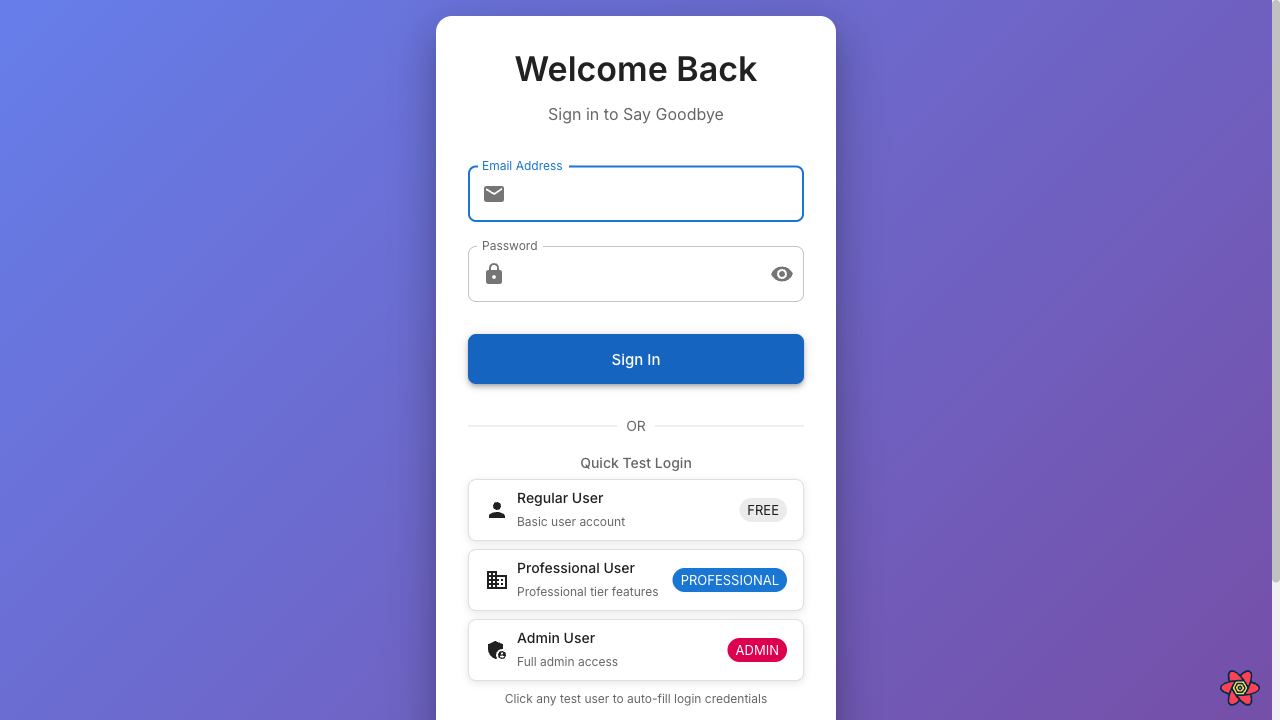 Welcome Back
Sign in to Say Goodbye
Email Address
Password
Sign In
OR
Quick Test Login
Regular User
Basic user account
FREE
Professional User
Professional tier features
PROFESSIONAL
Admin User
Full admin access
ADMIN
Click any test user to auto-fill login credentials